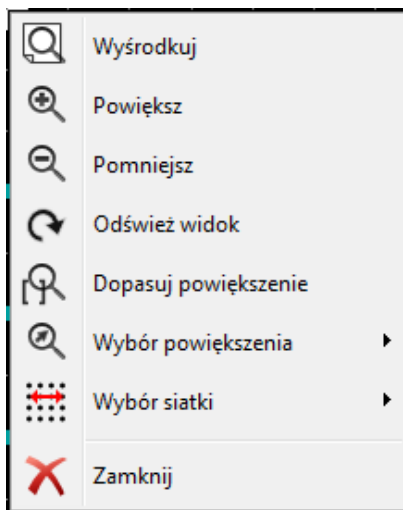 Wyśrodkuj
Powiększ
Pomniejsz
Odśwież widok
Dopasuj powiększenie
Wybór powiększenia
Wybór siatki
Zamknij